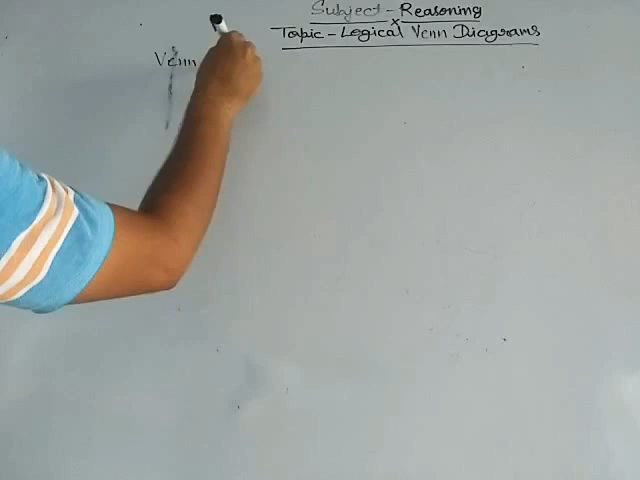 Subject - Reasoning
x
Topic - Logical Venn Diagrams
Venn